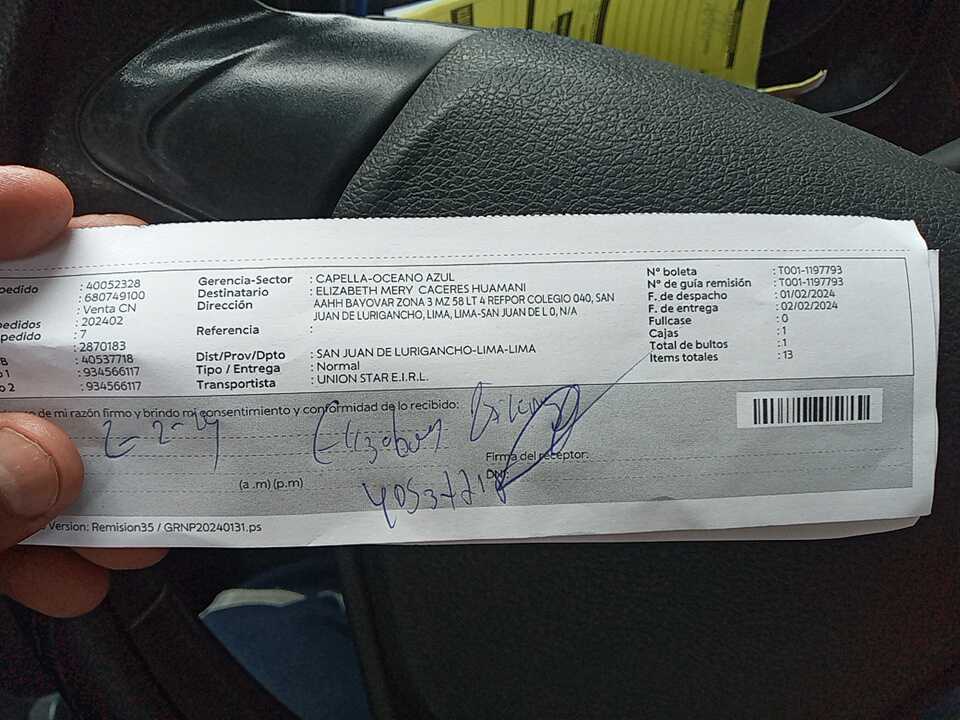 pedido : 40052328
: 680749100
: Venta CN
pedidos : 202402
pedido : 7
: 2870183
B : 40537718
o 1 : 934566117
o 2 : 934566117
Gerencia-Sector : CAPELLA-OCEANO AZUL
Destinatario : ELIZABETH MERY CACERES HUAMANI
Dirección : AAHH BAYOVAR ZONA 3 MZ 58 LT 4 REFPOR COLEGIO 040, SAN
JUAN DE LURIGANCHO, LIMA, LIMA-SAN JUAN DE L 0, N/A
Referencia :
Dist/Prov/Dpto : SAN JUAN DE LURIGANCHO-LIMA-LIMA
Tipo / Entrega : Normal
Transportista : UNION STAR E.I.R.L.
N° boleta : T001-1197793
N° de guía remisión : T001-1197793
F. de despacho : 01/02/2024
F. de entrega : 02/02/2024
Fullcase : 0
Cajas : 1
Total de bultos : 1
Items totales : 13
de mi razón firmo y brindo mi consentimiento y conformidad de lo recibido:
2-2-24
(a .m) (p.m)
Firma del receptor:
DNI:
40537718
Version: Remision35 / GRNP20240131.ps